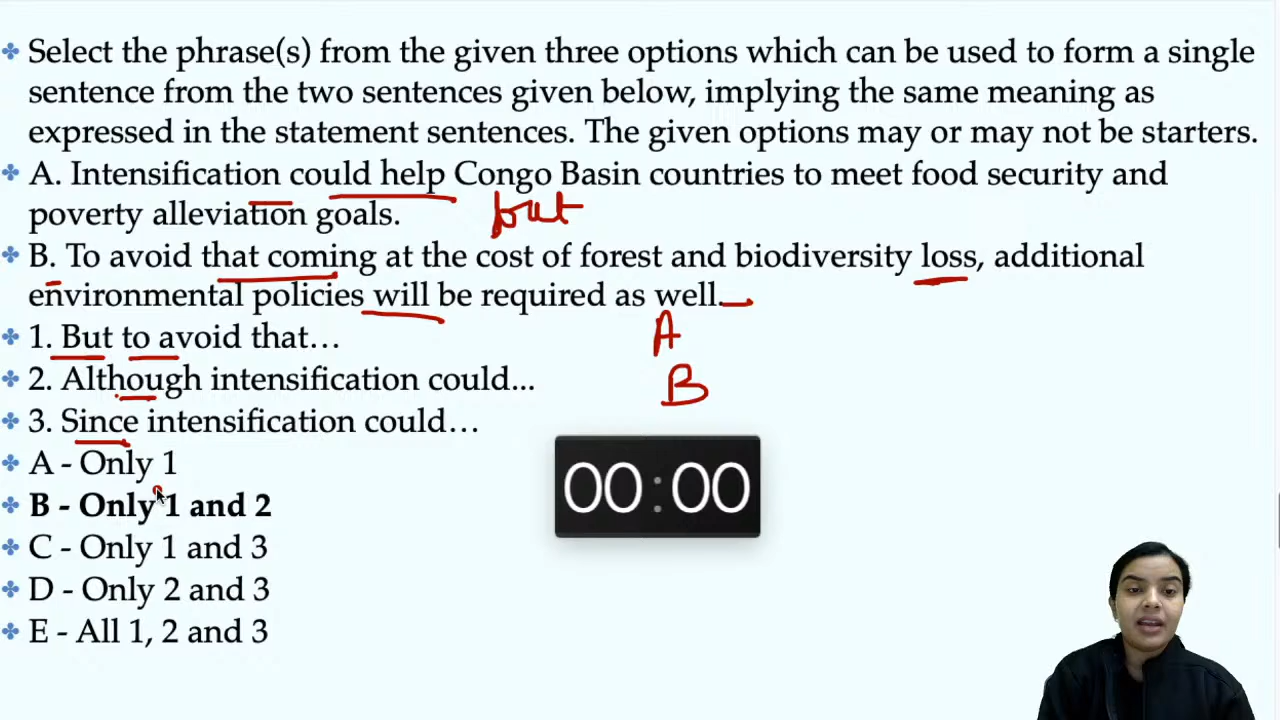 Select the phrase(s) from the given three options which can be used to form a single
sentence from the two sentences given below, implying the same meaning as
expressed in the statement sentences. The given options may or may not be starters.
A. Intensification could help Congo Basin countries to meet food security and
poverty alleviation goals.
but
B. To avoid that coming at the cost of forest and biodiversity loss, additional
environmental policies will be required as well.
1. But to avoid that…
A
2. Although intensification could...
B
3. Since intensification could…
A - Only 1
00:00
B - Only 1 and 2
C - Only 1 and 3
D - Only 2 and 3
E - All 1, 2 and 3